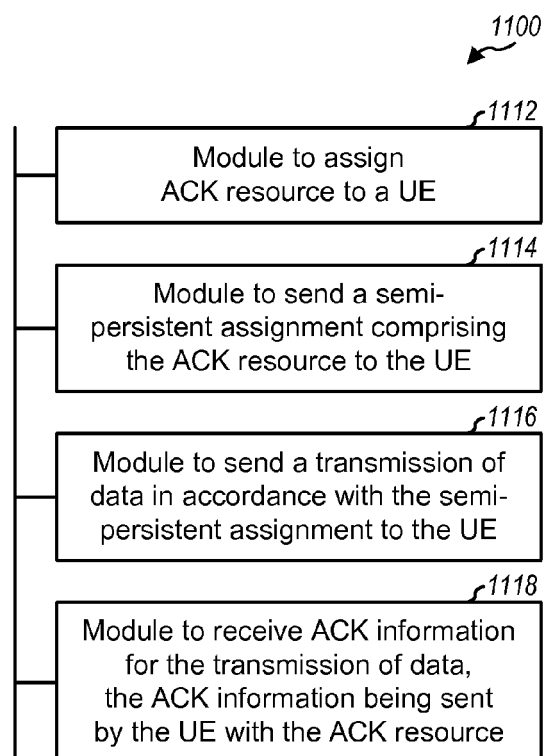 1100
1112
Module to assign
ACK resource to a UE
1114
Module to send a semi-
persistent assignment comprising
the ACK resource to the UE
1116
Module to send a transmission of
data in accordance with the semi-
persistent assignment to the UE
1118
Module to receive ACK information
for the transmission of data,
the ACK information being sent
by the UE with the ACK resource